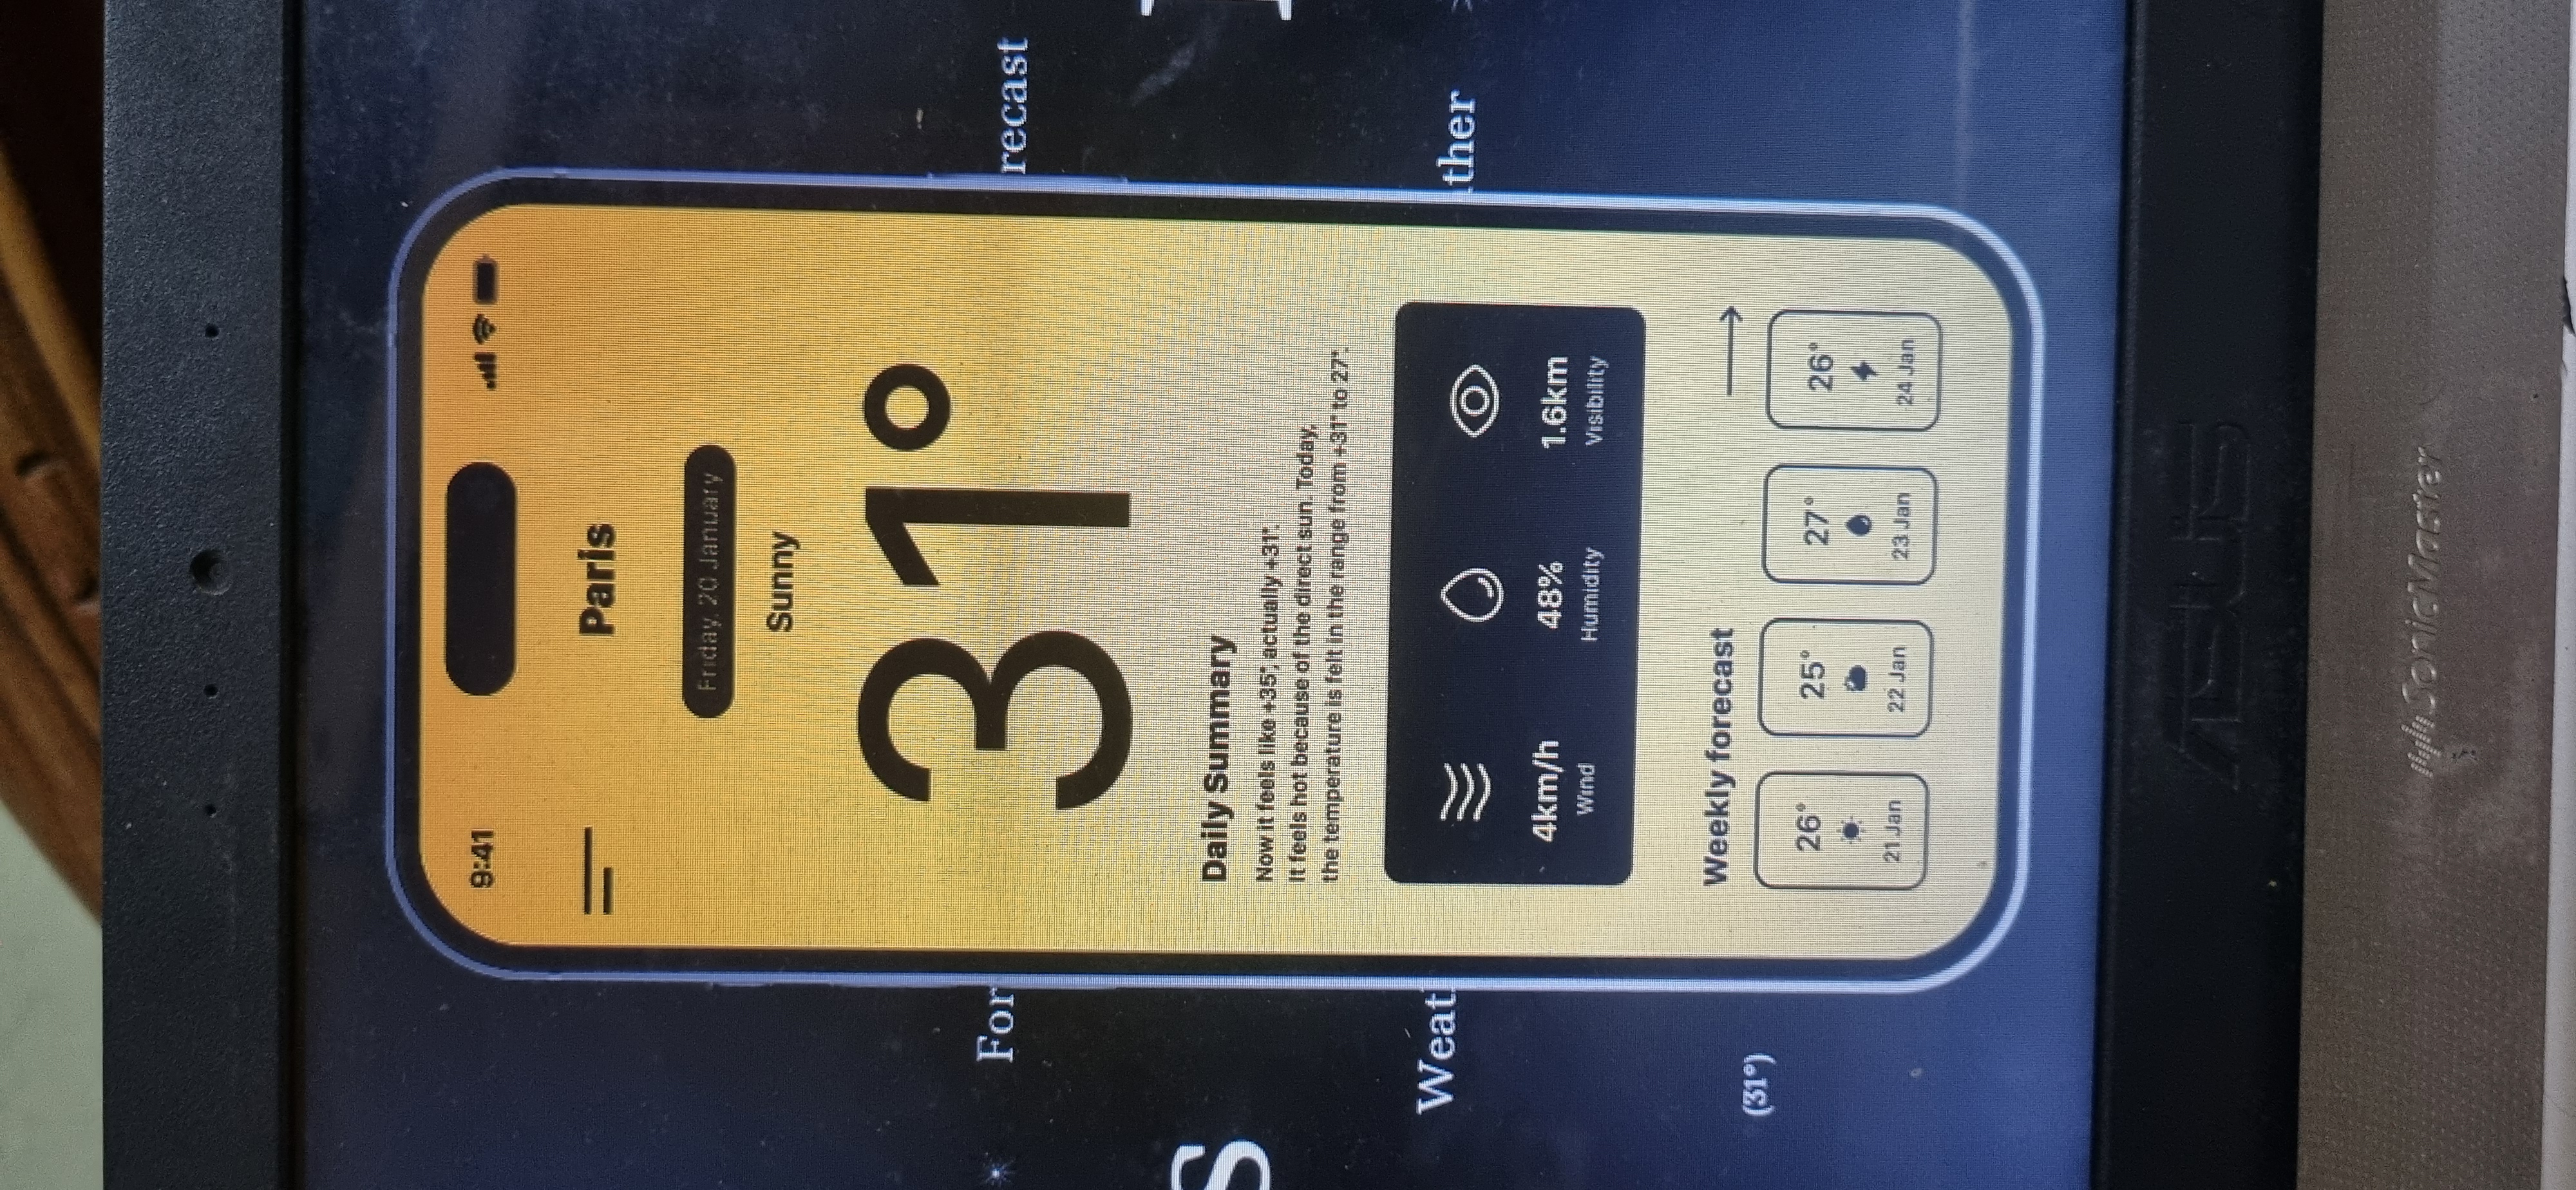 9:41
Paris
Friday, 20 January
Sunny
31°
For
recast
s
Daily Summary
Now it feels like +35°, actually +31°.
It feels hot because of the direct sun. Today,
the temperature is felt in the range from +31° to 27°.
Weat
ther
4km/h
48%
1.6km
Wind
Humidity
Visibility
Weekly forecast
(31°)
26°
25°
27°
26°
21 Jan
22 Jan
23 Jan
24 Jan
ASUS
SonicMaster